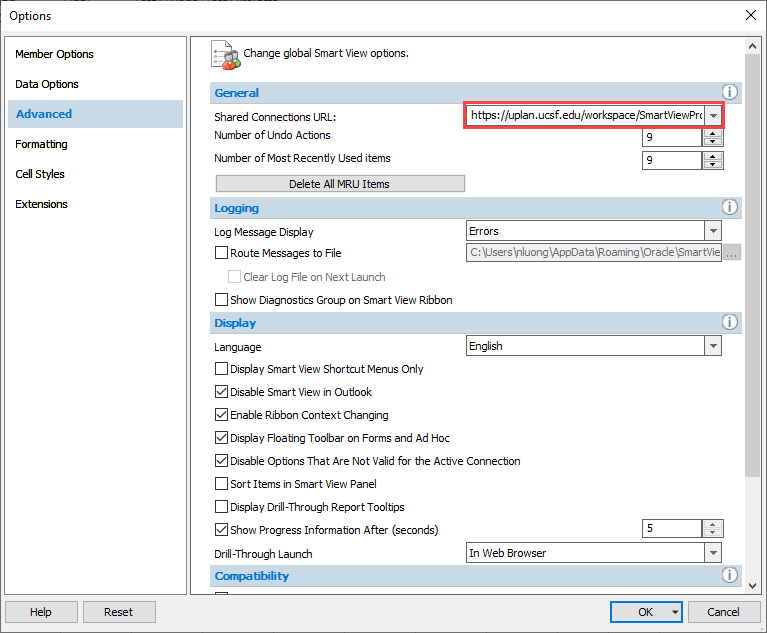 Options
Member Options
Data Options
Advanced
Formatting
Cell Styles
Extensions
Change global Smart View options.
General
Shared Connections URL: https://uplan.ucsf.edu/workspace/SmartViewPro
Number of Undo Actions 9
Number of Most Recently Used items 9
Delete All MRU Items
Logging
Log Message Display Errors
Route Messages to File C:\Users\nluong\AppData\Roaming\Oracle\SmartVie ...
Clear Log File on Next Launch
Show Diagnostics Group on Smart View Ribbon
Display
Language English
Display Smart View Shortcut Menus Only
Disable Smart View in Outlook
Enable Ribbon Context Changing
Display Floating Toolbar on Forms and Ad Hoc
Disable Options That Are Not Valid for the Active Connection
Sort Items in Smart View Panel
Display Drill-Through Report Tooltips
Show Progress Information After (seconds) 5
Drill-Through Launch In Web Browser
Compatibility
Help Reset OK Cancel